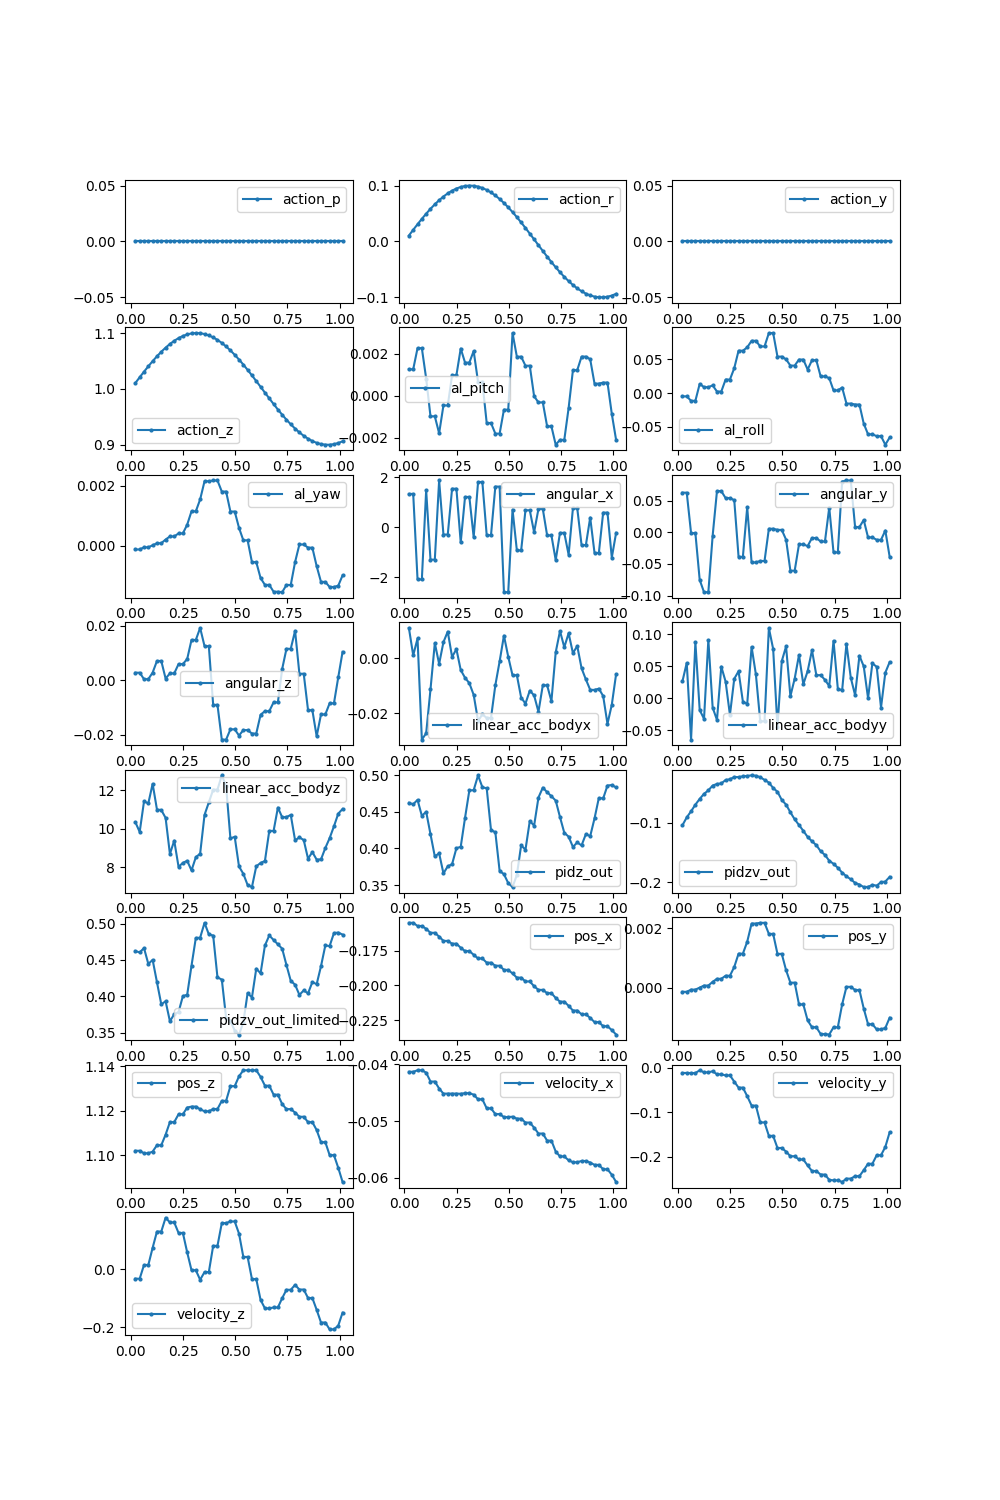 0.05 action_p 0.1 action_r 0.05 action_y
0.00 0.0 0.00
−0.05 −0.1 −0.05
0.00 0.25 0.50 0.75 1.00 0.00 0.25 0.50 0.75 1.00 0.00 0.25 0.50 0.75 1.00
1.1 0.002 0.05
1.0 al_pitch 0.000 0.00
action_z al_roll
0.9 −0.002 −0.05
0.00 0.25 0.50 0.75 1.00 0.00 0.25 0.50 0.75 1.00 0.00 0.25 0.50 0.75 1.00
0.002 al_yaw 2 angular_x 0.05 angular_y
0.000 0 0.00
−2 −0.05
−0.10
0.00 0.25 0.50 0.75 1.00 0.00 0.25 0.50 0.75 1.00 0.00 0.25 0.50 0.75 1.00
0.02 0.00 0.10
0.00 angular_z 0.05
−0.02 0.00
−0.02 linear_acc_bodyx −0.05 linear_acc_bodyy
0.00 0.25 0.50 0.75 1.00 0.00 0.25 0.50 0.75 1.00 0.00 0.25 0.50 0.75 1.00
12 linear_acc_bodyz 0.50
10 0.45 −0.1
8 0.40 pidz_out pidzv_out
0.35 −0.2
0.00 0.25 0.50 0.75 1.00 0.00 0.25 0.50 0.75 1.00 0.00 0.25 0.50 0.75 1.00
0.50 pos_x 0.002 pos_y
0.45 −0.175
0.40 −0.200 0.000
0.35 pidzv_out_limited −0.225
0.00 0.25 0.50 0.75 1.00 0.00 0.25 0.50 0.75 1.00 0.00 0.25 0.50 0.75 1.00
1.14 pos_z −0.04 velocity_x 0.0 velocity_y
1.12 −0.05 −0.1
1.10 −0.06 −0.2
0.00 0.25 0.50 0.75 1.00 0.00 0.25 0.50 0.75 1.00 0.00 0.25 0.50 0.75 1.00
0.0
velocity_z
−0.2
0.00 0.25 0.50 0.75 1.00